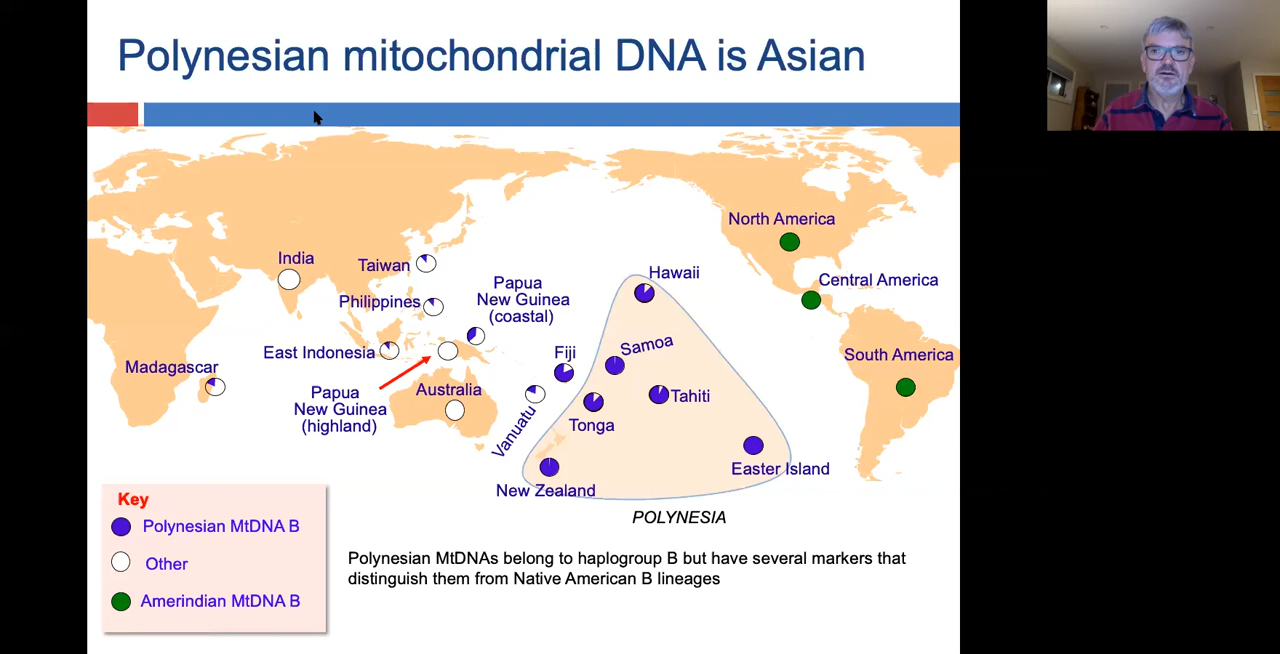 Polynesian mitochondrial DNA is Asian
North America
India
Taiwan
Hawaii
Papua
New Guinea
(coastal)
Central America
Philippines
East Indonesia
Fiji
Samoa
South America
Madagascar
Papua
New Guinea
(highland)
Australia
Vanuatu
Tahiti
Tonga
Easter Island
New Zealand
POLYNESIA
Key
Polynesian MtDNA B
Other
Amerindian MtDNA B
Polynesian MtDNAs belong to haplogroup B but have several markers that
distinguish them from Native American B lineages